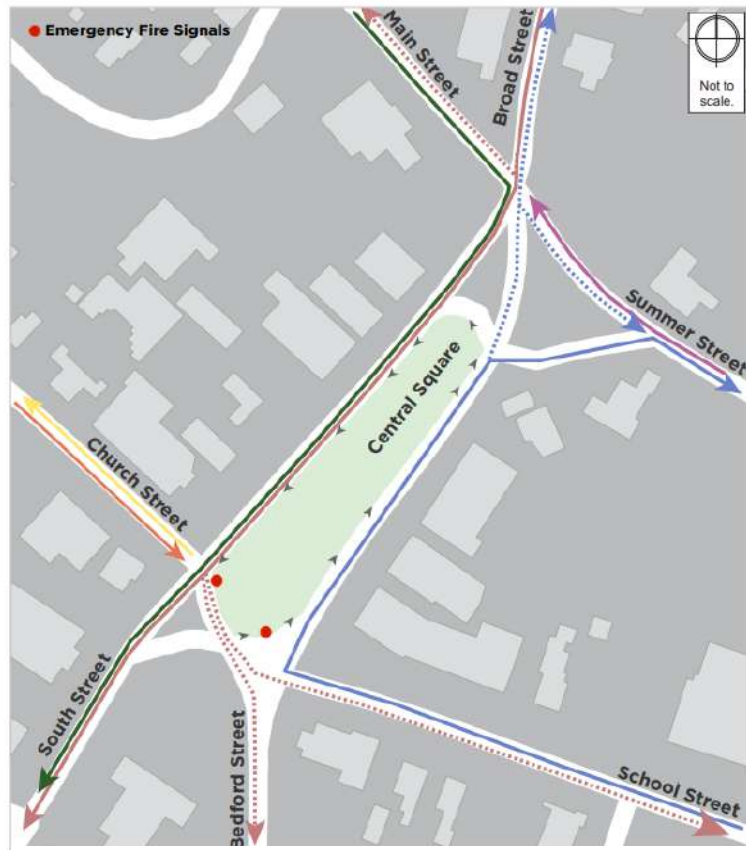 Emergency Fire Signals
Main Street
Broad Street
Not to
scale.
Summer Street
Central Square
Church Street
South Street
Bedford Street
School Street